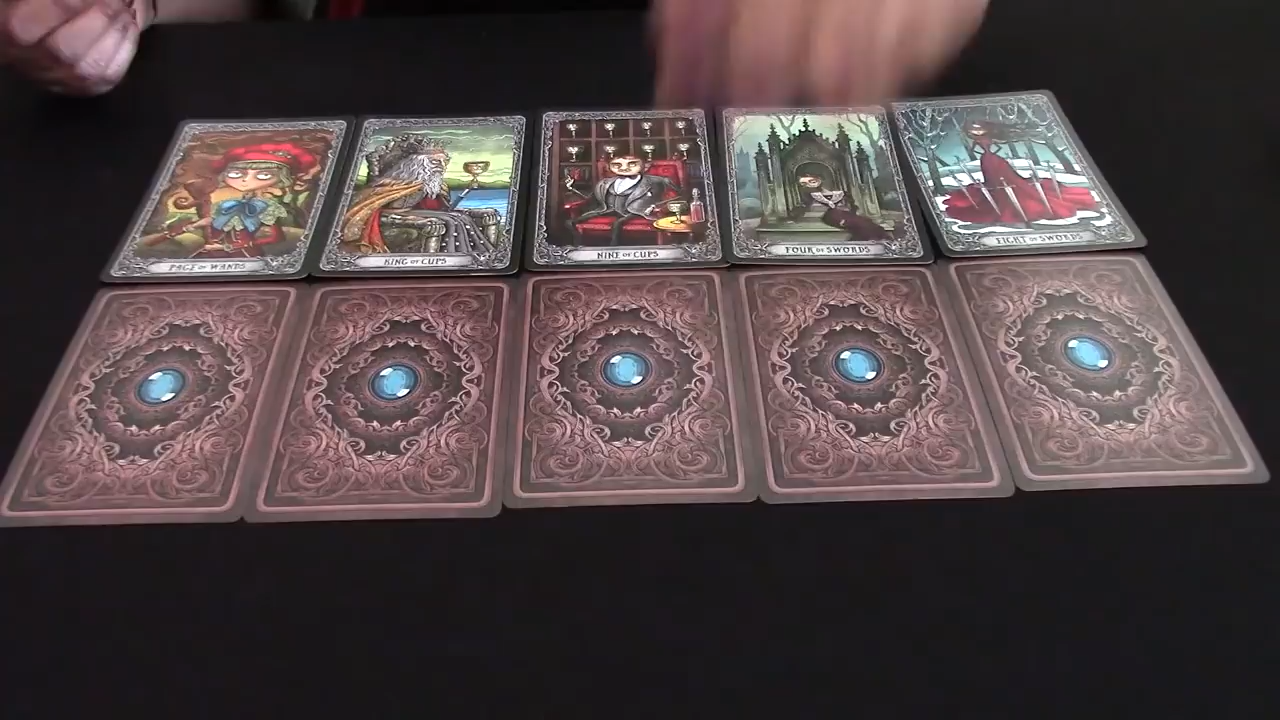 PAGE OF WANDS
KING OF CUPS
NINE OF CUPS
FOUR OF SWORDS
EIGHT OF SWORDS